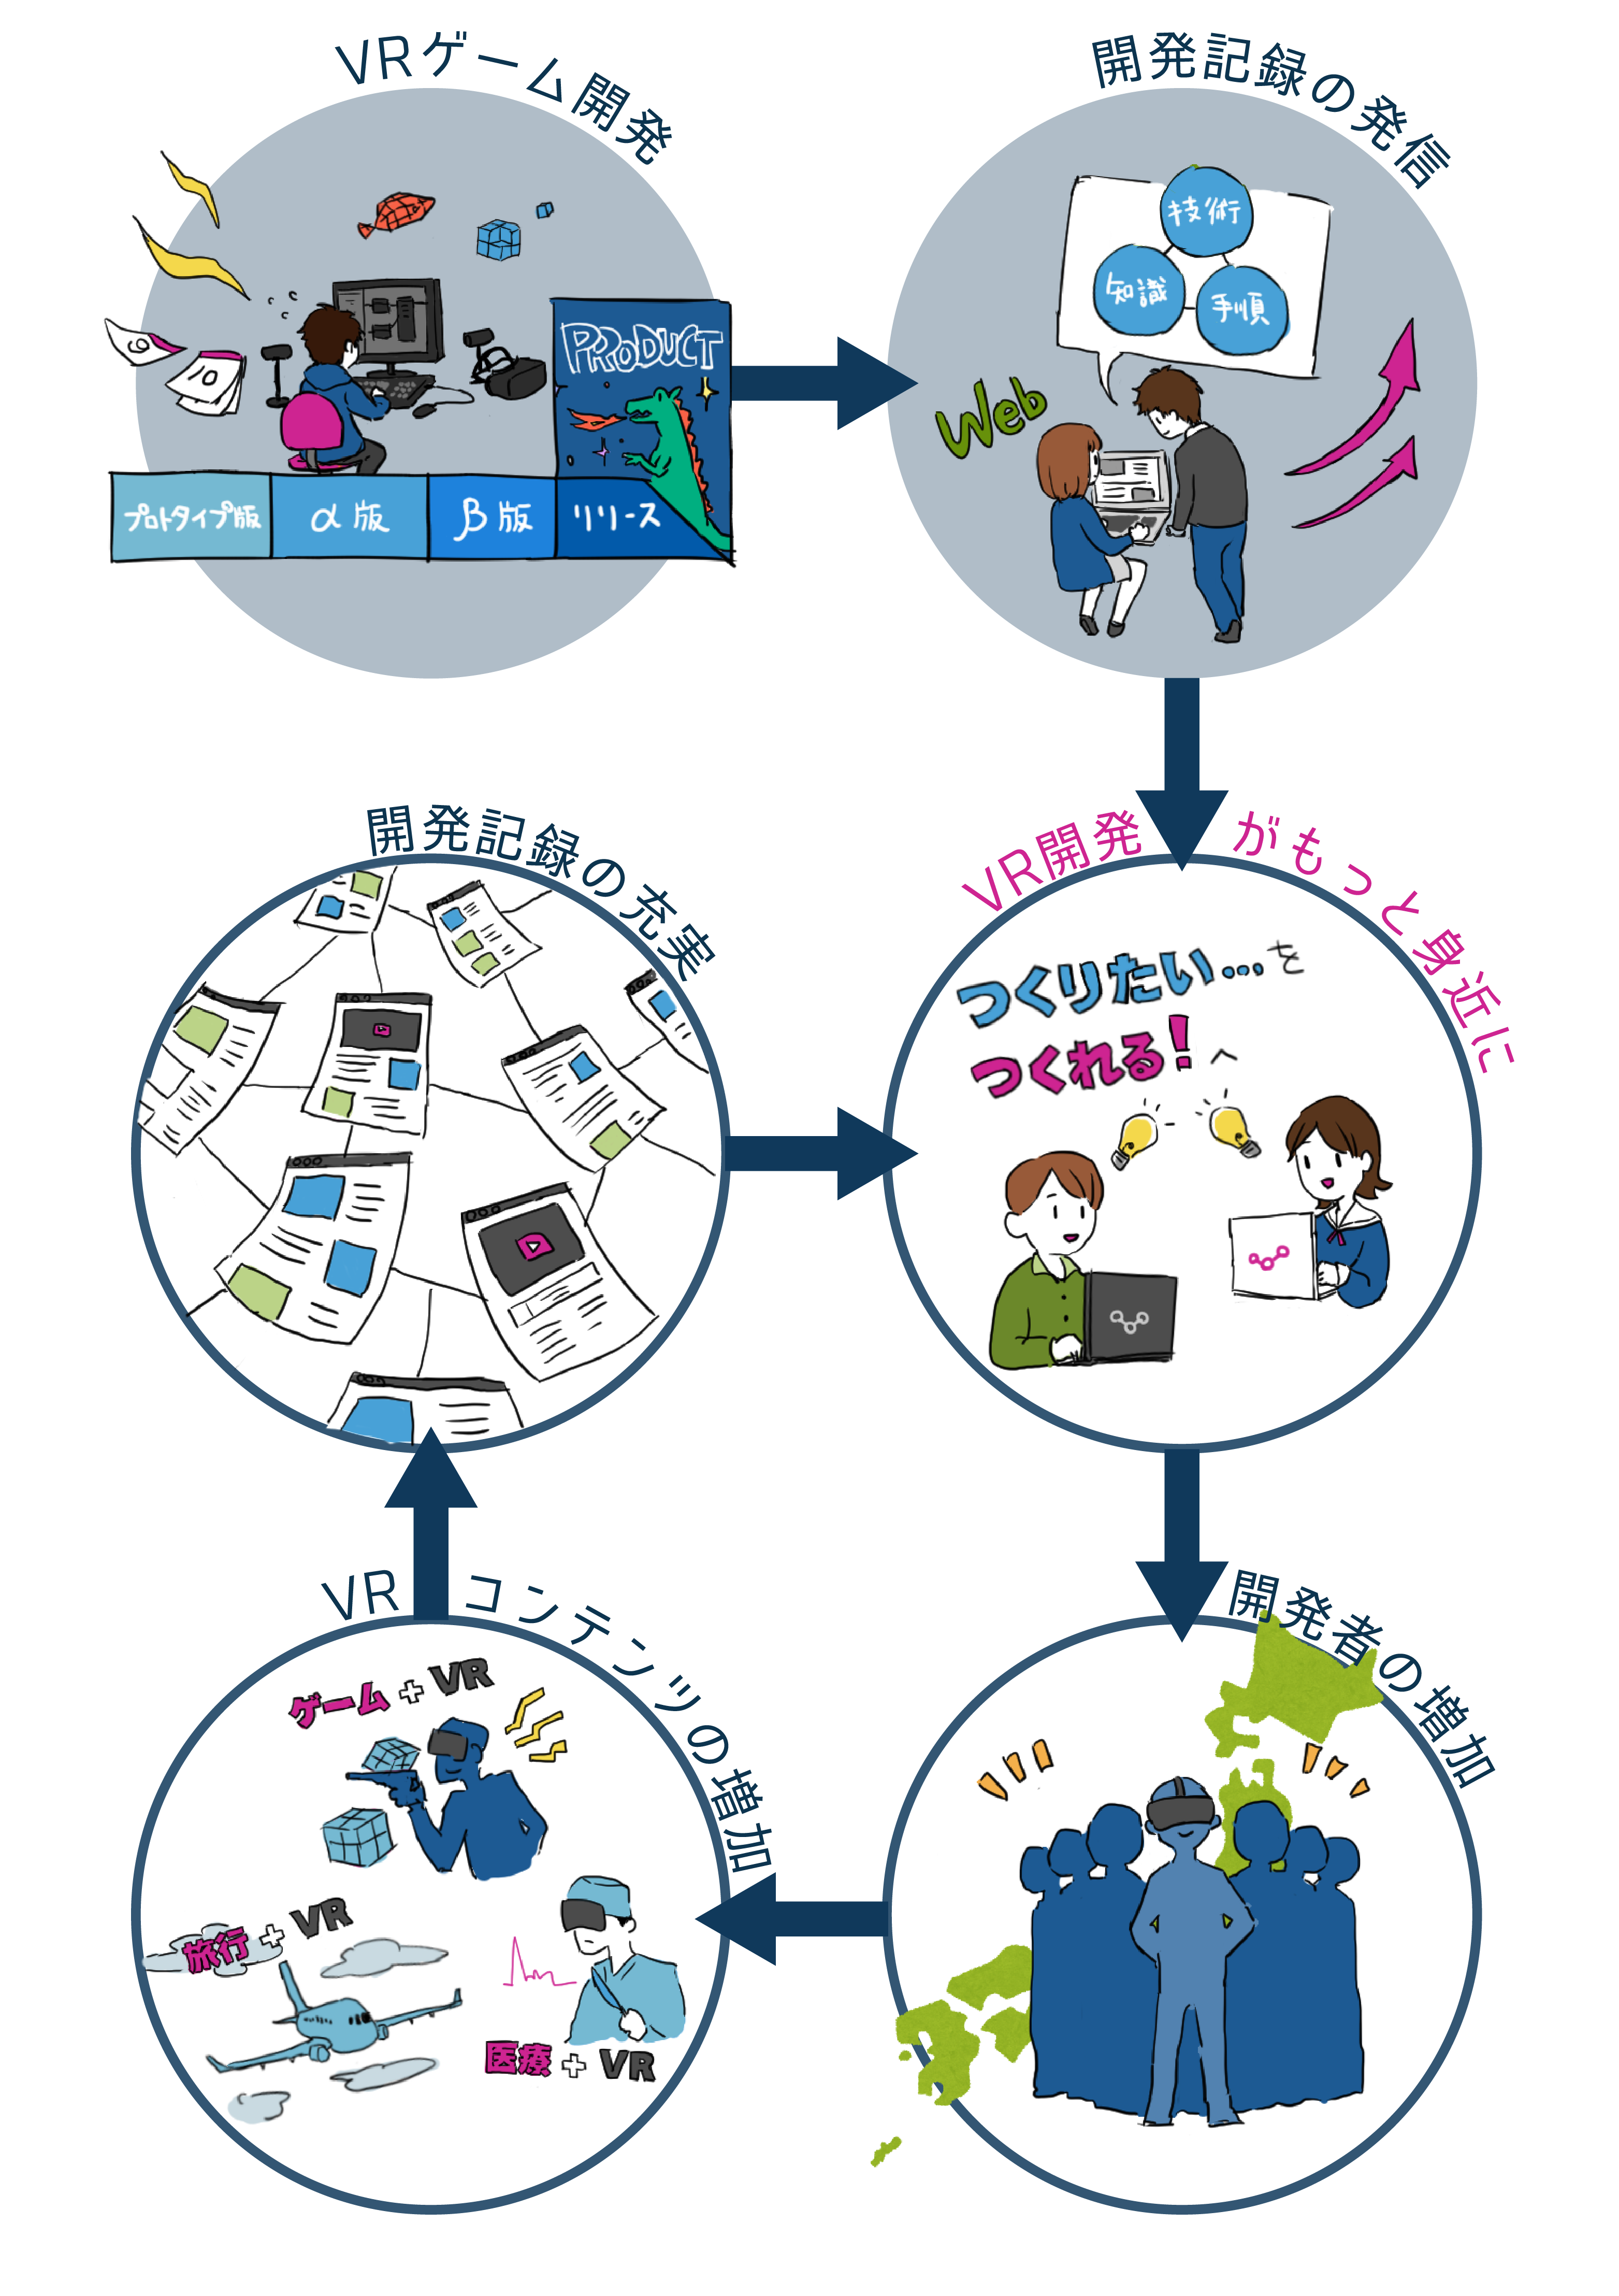 VRゲーム開発
9
10
PRODUCT
プロトタイプ版
α版
β版
リリース
開発記録の発信
技術
知識
手順
Web
開発記録の充実
VR開発がもっと身近に
つくりたい…を
つくれる！へ
VRコンテンツの増加
ゲーム+VR
旅行+VR
医療+VR
開発者の増加